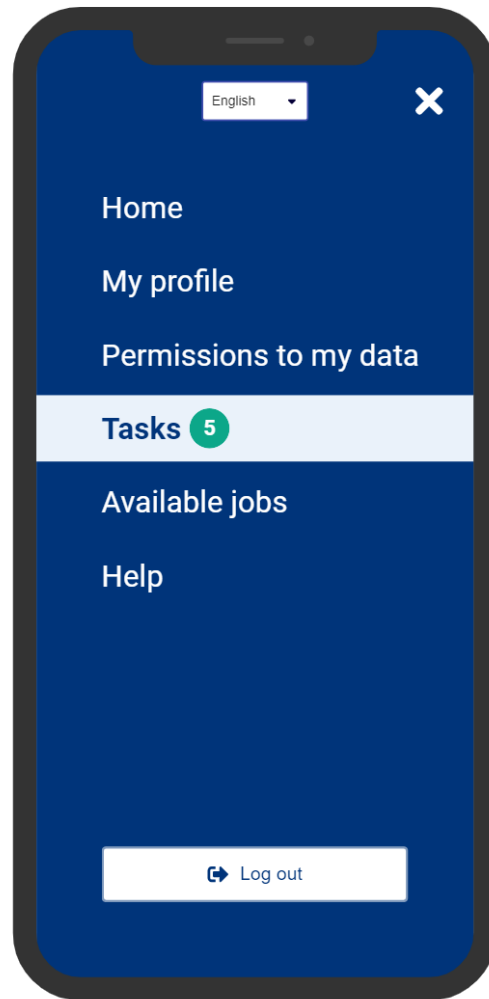 English
Home
My profile
Permissions to my data
Tasks 5
Available jobs
Help
Log out